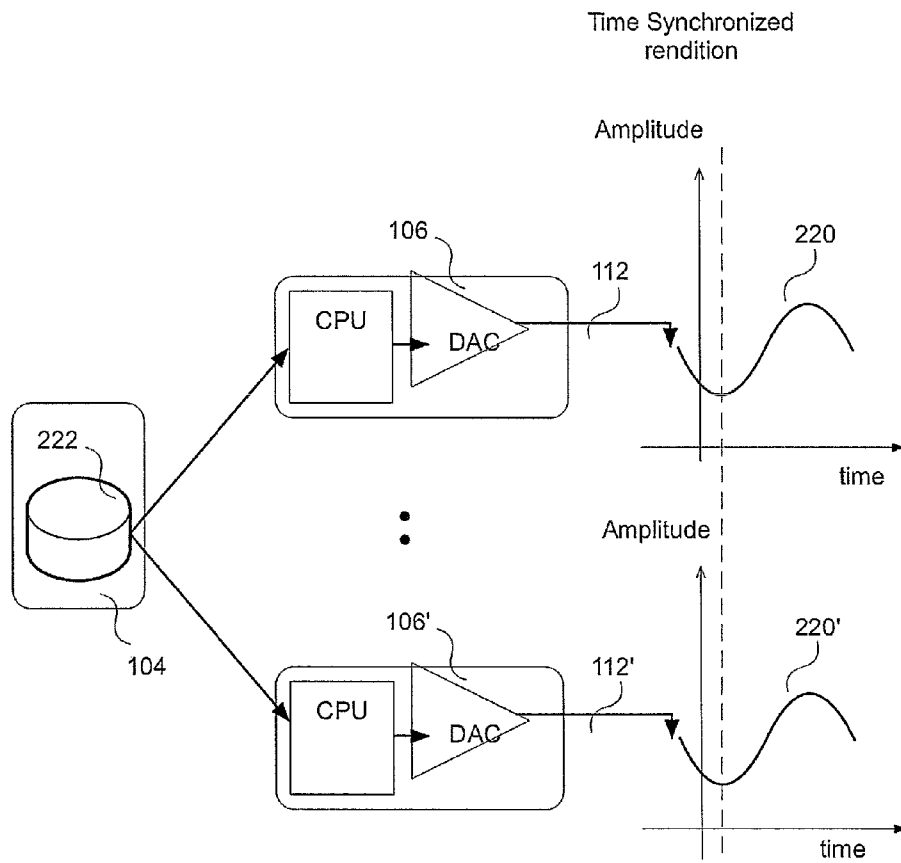 Time Synchronized
rendition
Amplitude
106
220
112
CPU
DAC
222
time
Amplitude
106'
220'
104
112'
CPU
DAC
time